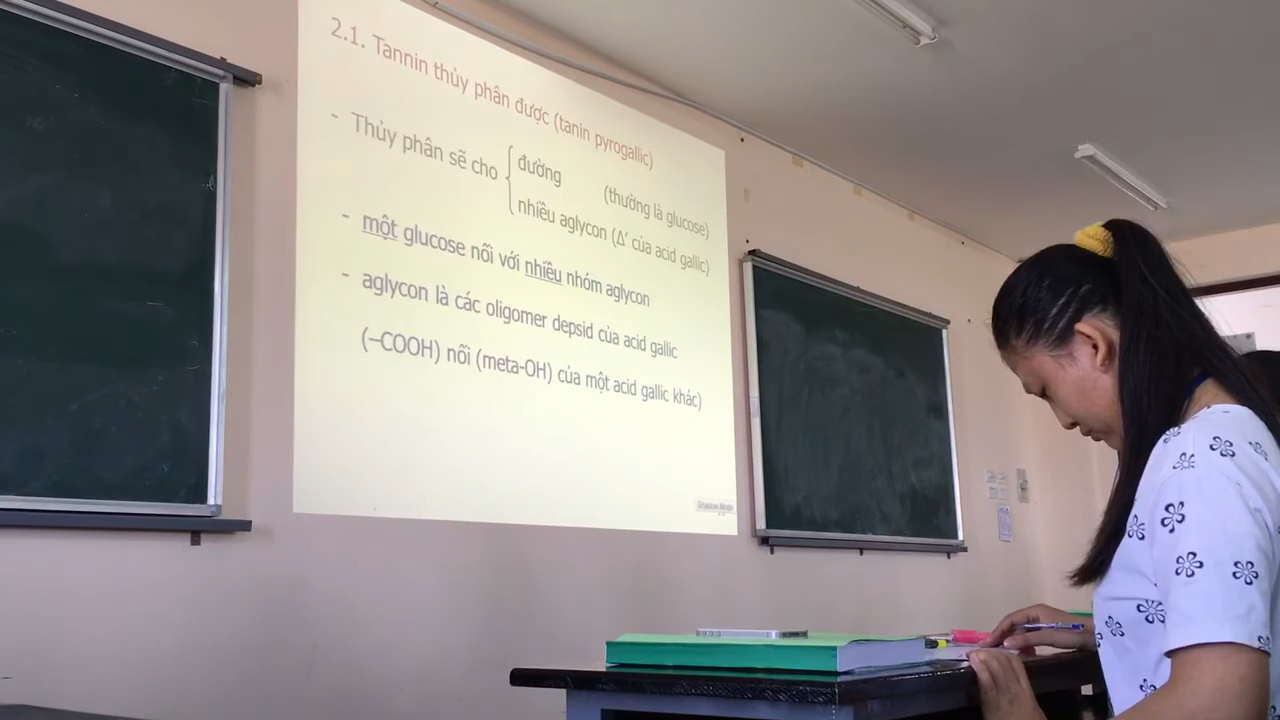 2.1. Tannin thủy phân được (tanin pyrogallic)
- Thủy phân sẽ cho
đường (thường là glucose)
nhiều aglycon (Δ’ của acid gallic)
- một glucose nối với nhiều nhóm aglycon
- aglycon là các oligomer depsid của acid gallic
(–COOH) nối (meta-OH) của một acid gallic khác)